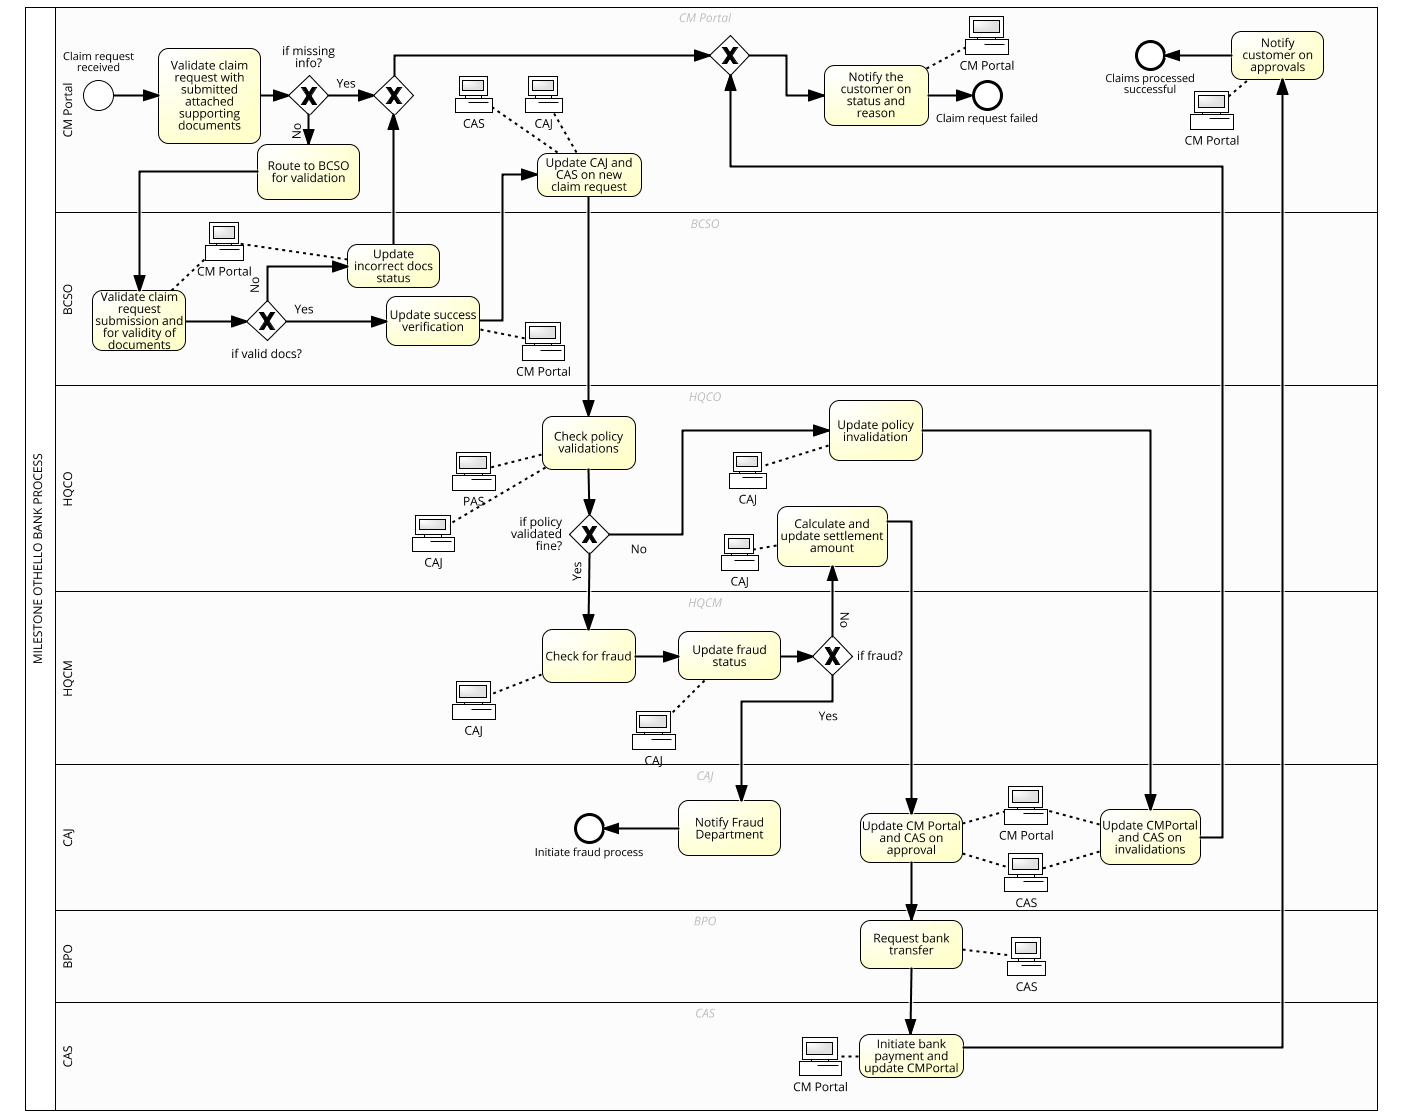 MILESTONE OTHELLO BANK PROCESS
CM Portal
CM Portal
Claim request
received
Validate claim
request with
submitted
attached
supporting
documents
if missing
info?
Yes
No
Route to BCSO
for validation
CAS
CAJ
Update CAJ and
CAS on new
claim request
Notify the
customer on
status and
reason
CM Portal
Claim request failed
Claims processed
successful
Notify
customer on
approvals
CM Portal
BCSO
BCSO
CM Portal
Update
incorrect docs
status
No
Yes
Validate claim
request
submission and
for validity of
documents
if valid docs?
Update success
verification
CM Portal
HQCO
HQCO
Check policy
validations
PAS
CAJ
if policy
validated
fine?
No
Yes
Update policy
invalidation
CAJ
Calculate and
update settlement
amount
CAJ
HQCM
HQCM
Check for fraud
CAJ
Update fraud
status
CAJ
No
if fraud?
Yes
CAJ
CAJ
Notify Fraud
Department
Initiate fraud process
Update CM Portal
and CAS on
approval
CM Portal
CAS
Update CMPortal
and CAS on
invalidations
BPO
BPO
Request bank
transfer
CAS
CAS
CAS
Initiate bank
payment and
update CMPortal
CM Portal